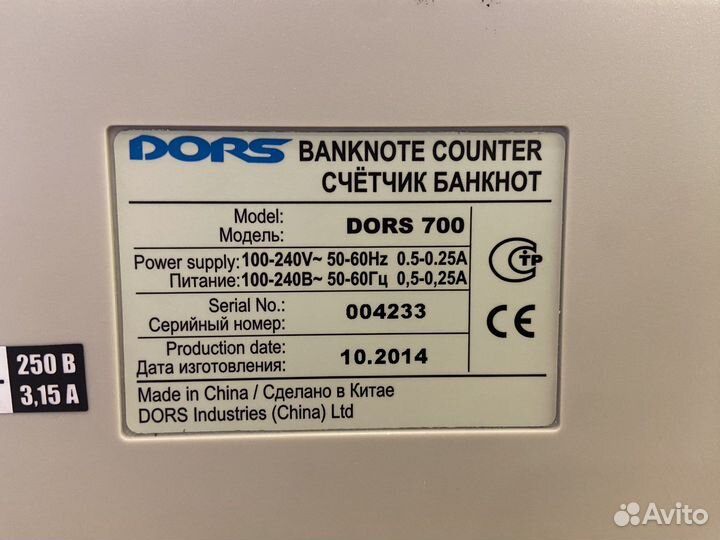 DORS BANKNOTE COUNTER
СЧЁТЧИК БАНКНОТ
Model:
Модель:
DORS 700
Power supply: 100-240V~ 50-60Hz 0.5-0.25A
Питание: 100-240В~ 50-60Гц 0,5-0,25А
Serial No.:
Серийный номер:
004233
Production date:
Дата изготовления:
10.2014
Made in China / Сделано в Китае
DORS Industries (China) Ltd
СТР
CE
250 В
3,15 А
Avito